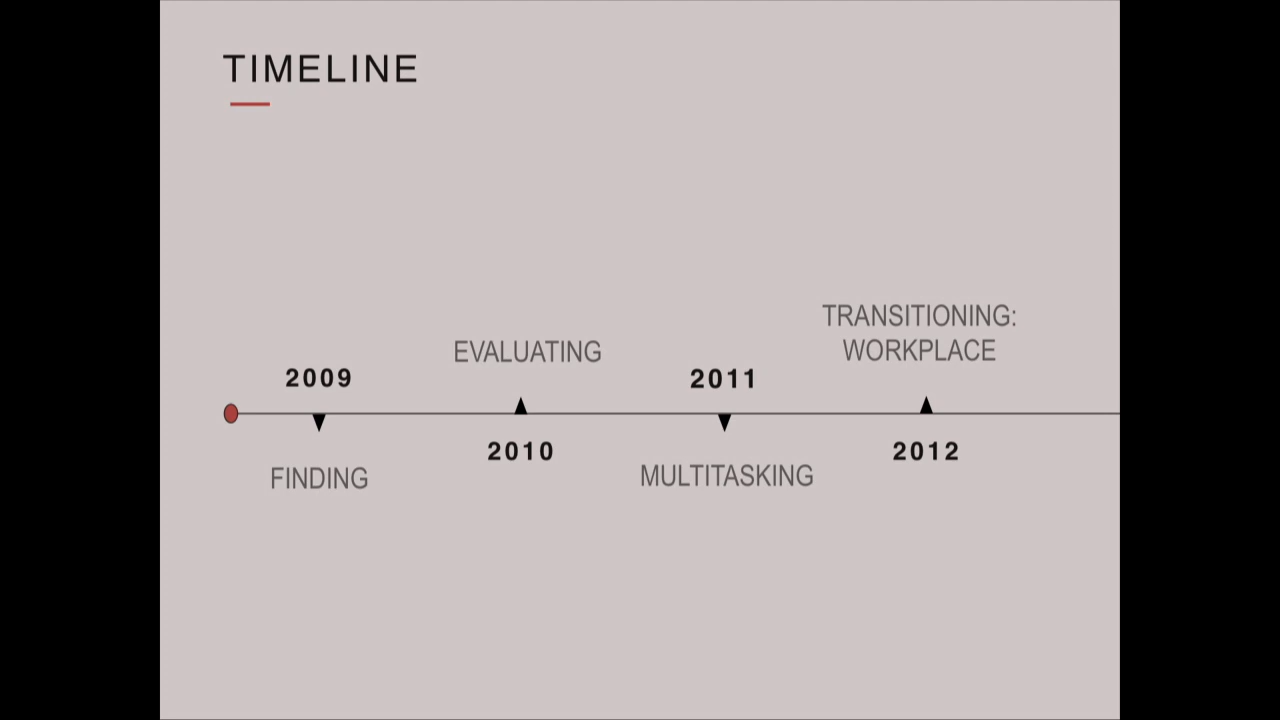 TIMELINE
2009
FINDING
EVALUATING
2010
2011
MULTITASKING
TRANSITIONING:
WORKPLACE
2012